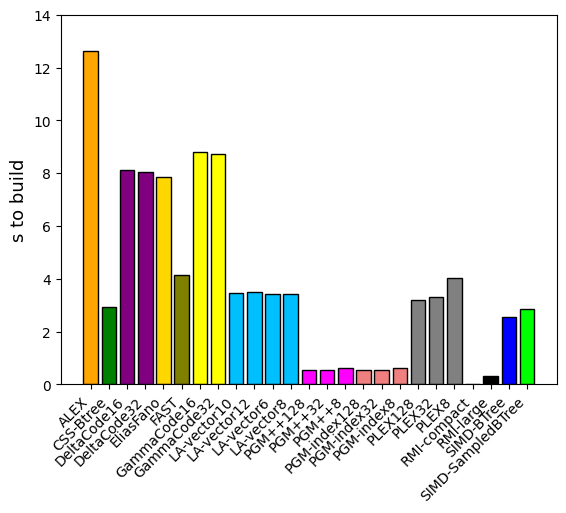 14
12
10
8
6
4
2
0
s to build
ALEX
CSS-Btree
DeltaCode16
DeltaCode32
EliasFano
FAST
GammaCode16
GammaCode32
LA-vector10
LA-vector12
LA-vector6
LA-vector8
PGM++128
PGM++32
PGM++8
PGM-index128
PGM-index32
PGM-index8
PLEX128
PLEX32
PLEX8
RMI-compact
RMI-large
SIMD-BTree
SIMD-SampledBTree